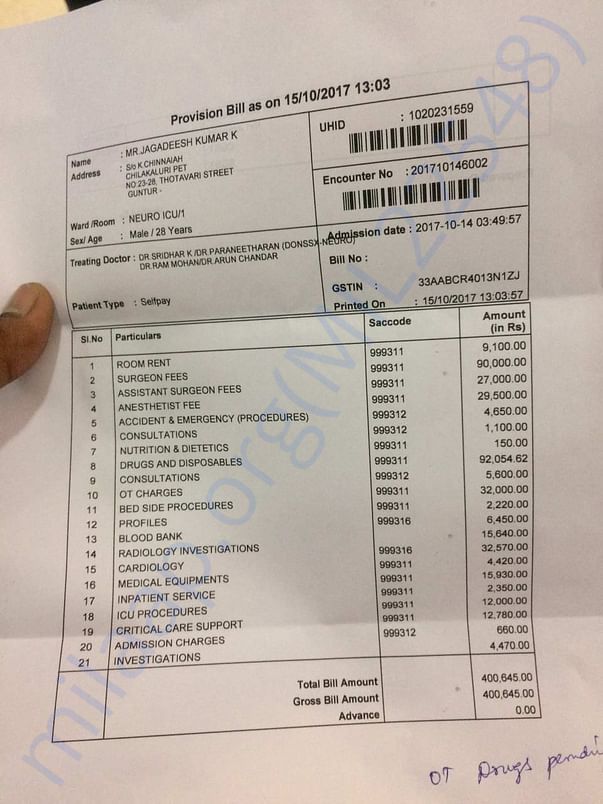 Provision Bill as on 15/10/2017 13:03
Name : MR.JAGADEESH KUMAR K
Address : S/o K.CHINNAIAH
CHILAKALURI PET
NO:23-28, THOTAVARI STREET
GUNTUR -
Ward /Room : NEURO ICU/1
Sex/ Age : Male / 28 Years
UHID : 1020231559
Encounter No : 201710146002
Treating Doctor : DR.SRIDHAR K /DR PARANEETHARAN (DONSSX-NEURO)
DR.RAM MOHAN/DR.ARUN CHANDAR
Patient Type : Selfpay
Admission date : 2017-10-14 03:49:57
Bill No :
GSTIN : 33AABCR4013N1ZJ
Printed On : 15/10/2017 13:03:57
Sl.No Particulars Saccode Amount
(in Rs)
1 ROOM RENT 999311 9,100.00
2 SURGEON FEES 999311 90,000.00
3 ASSISTANT SURGEON FEES 999311 27,000.00
4 ANESTHETIST FEE 999311 29,500.00
5 ACCIDENT & EMERGENCY (PROCEDURES) 999312 4,650.00
6 CONSULTATIONS 999312 1,100.00
7 NUTRITION & DIETETICS 999311 150.00
8 DRUGS AND DISPOSABLES 999311 92,054.62
9 CONSULTATIONS 999312 5,600.00
10 OT CHARGES 999311 32,000.00
11 BED SIDE PROCEDURES 999311 2,220.00
12 PROFILES 999316 6,450.00
13 BLOOD BANK 15,640.00
14 RADIOLOGY INVESTIGATIONS 999316 32,570.00
15 CARDIOLOGY 999311 4,420.00
16 MEDICAL EQUIPMENTS 999311 15,930.00
17 INPATIENT SERVICE 999311 2,350.00
18 ICU PROCEDURES 999311 12,000.00
19 CRITICAL CARE SUPPORT 999311 12,780.00
20 ADMISSION CHARGES 999312 660.00
21 INVESTIGATIONS 4,470.00
Total Bill Amount 400,645.00
Gross Bill Amount 400,645.00
Advance 0.00
OT Drugs